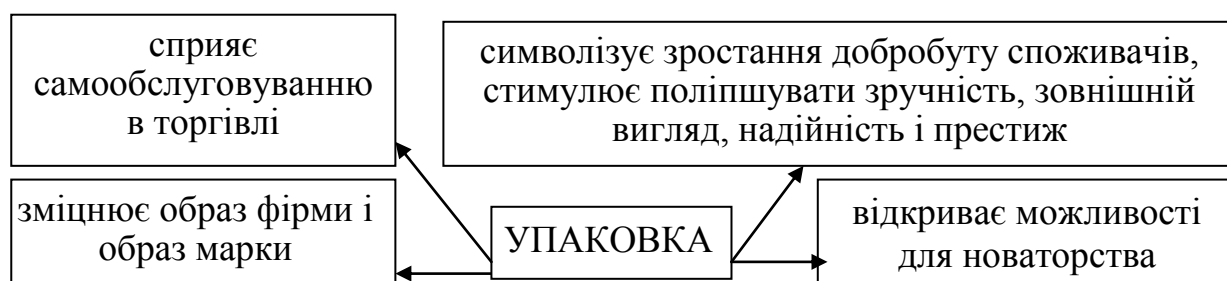 сприяє
самообслуговуванню
в торгівлі
символізує зростання добробуту споживачів,
стимулює поліпшувати зручність, зовнішній
вигляд, надійність і престиж
зміцнює образ фірми і
образ марки
УПАКОВКА
відкриває можливості
для новаторства